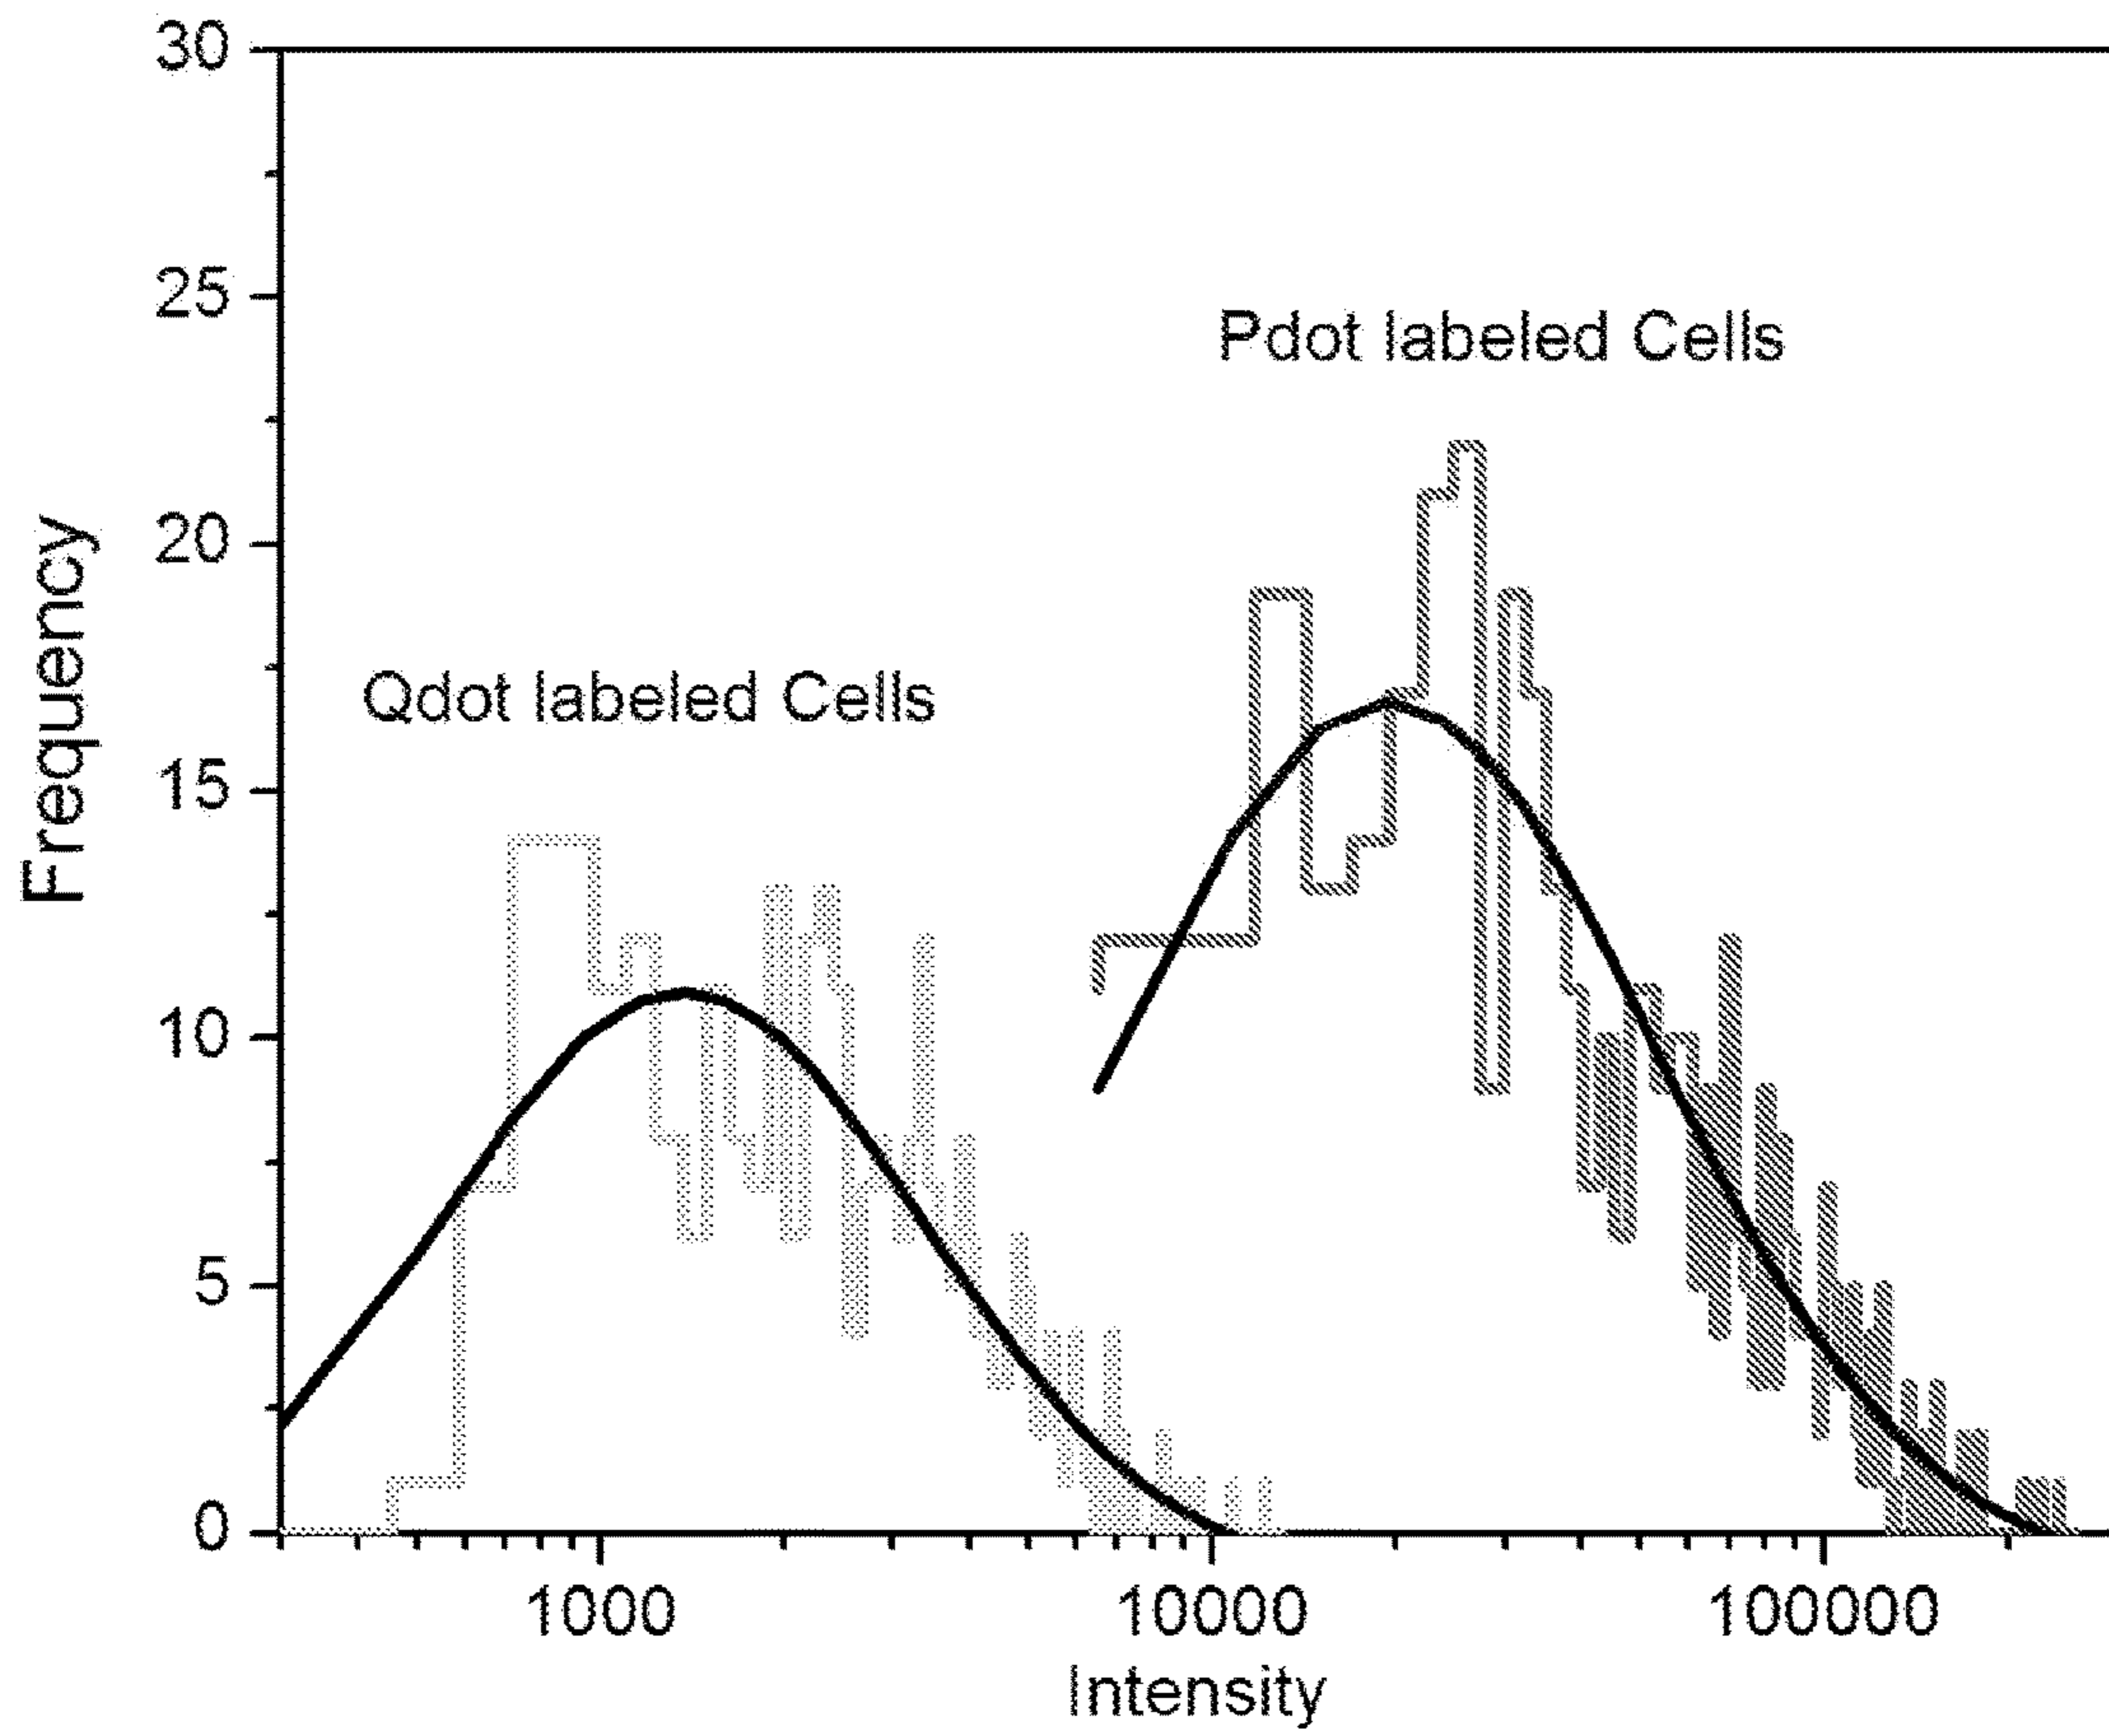 30
25
Pdot labeled Cells
20
Qdot labeled Cells
Frequency
15
10
5
0
1000 10000 100000
Intensity